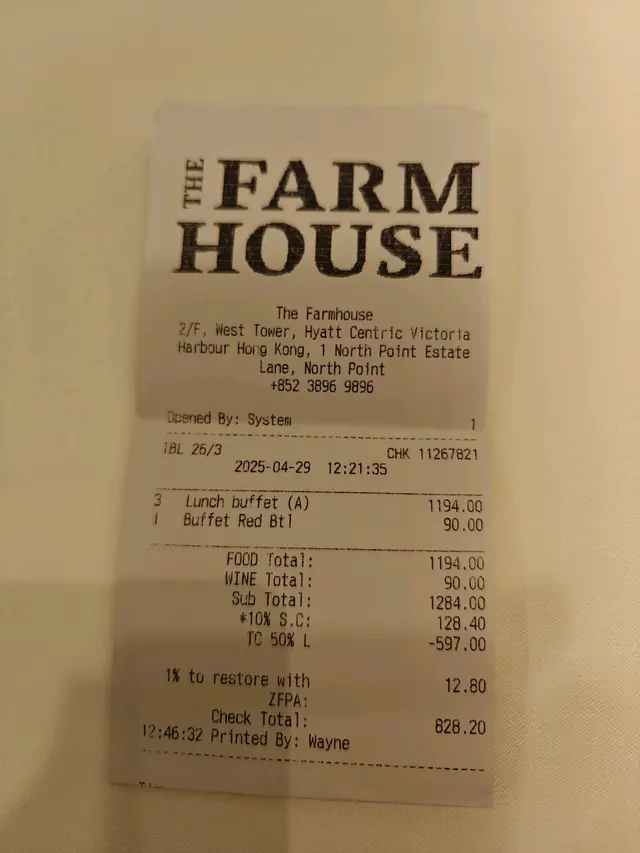 THE FARM
HOUSE
The Farmhouse
2/F, West Tower, Hyatt Centric Victoria
Harbour Hong Kong, 1 North Point Estate
Lane, North Point
+852 3896 9896
Opened By: System 1
TBL 26/3 CHK 11267821
2025-04-29 12:21:35
3 Lunch buffet (A) 1194.00
1 Buffet Red Btl 90.00
FOOD Total: 1194.00
WINE Total: 90.00
Sub Total: 1284.00
*10% S.C: 128.40
TC 50% L -597.00
1% to restore with 12.80
ZFPA:
Check Total: 828.20
12:46:32 Printed By: Wayne